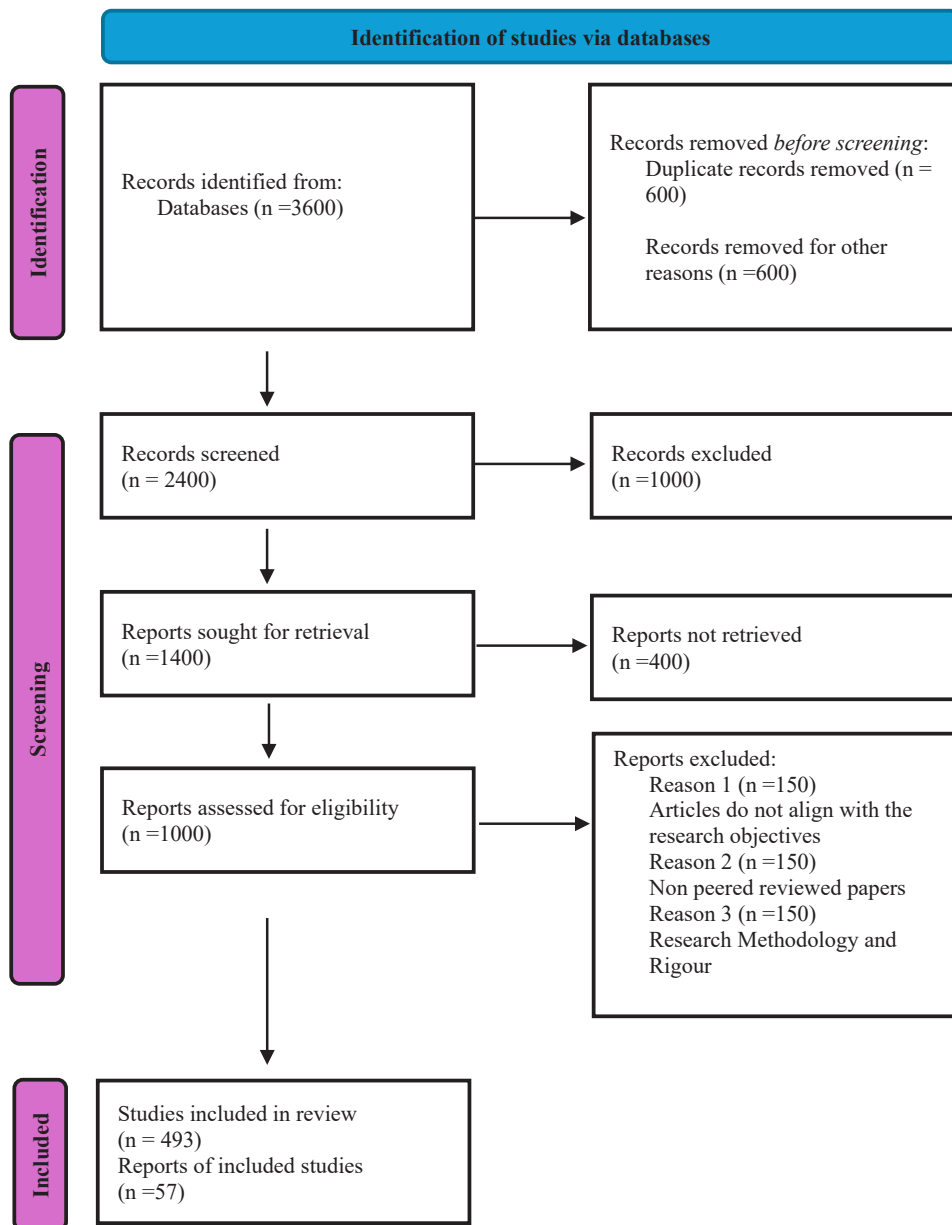 Identification of studies via databases
Identification
Records identified from:
Databases (n =3600)
Records removed before screening:
Duplicate records removed (n =
600)
Records removed for other
reasons (n =600)
Screening
Records screened
(n = 2400)
Records excluded
(n =1000)
Reports sought for retrieval
(n =1400)
Reports not retrieved
(n =400)
Reports assessed for eligibility
(n =1000)
Reports excluded:
Reason 1 (n =150)
Articles do not align with the
research objectives
Reason 2 (n =150)
Non peered reviewed papers
Reason 3 (n =150)
Research Methodology and
Rigour
Included
Studies included in review
(n = 493)
Reports of included studies
(n =57)